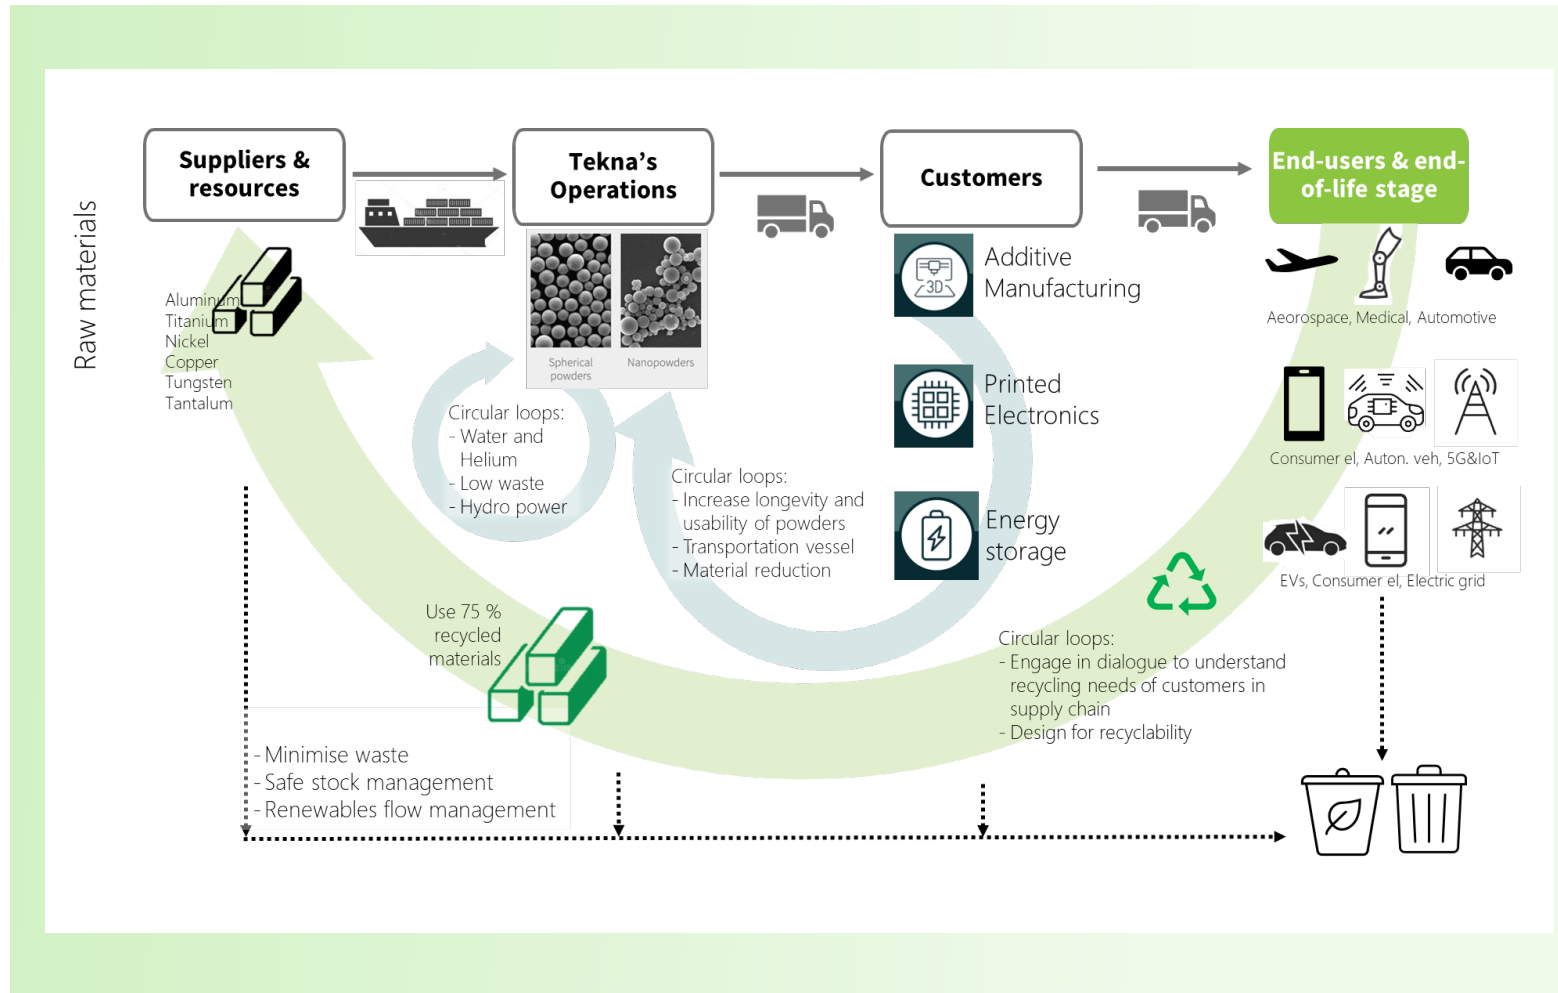 Raw materials
Suppliers &
resources
Tekna's
Operations
Customers
End-users & end-
of-life stage
Aluminum
Titanium
Nickel
Copper
Tungsten
Tantalum
Spherical
powders
Nanopowders
3D
Additive
Manufacturing
Printed
Electronics
Energy
storage
Aeorospace, Medical, Automotive
Consumer el, Auton. veh, 5G&IoT
EVs, Consumer el, Electric grid
Circular loops:
- Water and
Helium
- Low waste
- Hydro power
Circular loops:
- Increase longevity and
usability of powders
- Transportation vessel
- Material reduction
Use 75 %
recycled
materials
Circular loops:
- Engage in dialogue to understand
recycling needs of customers in
supply chain
- Design for recyclability
- Minimise waste
- Safe stock management
- Renewables flow management